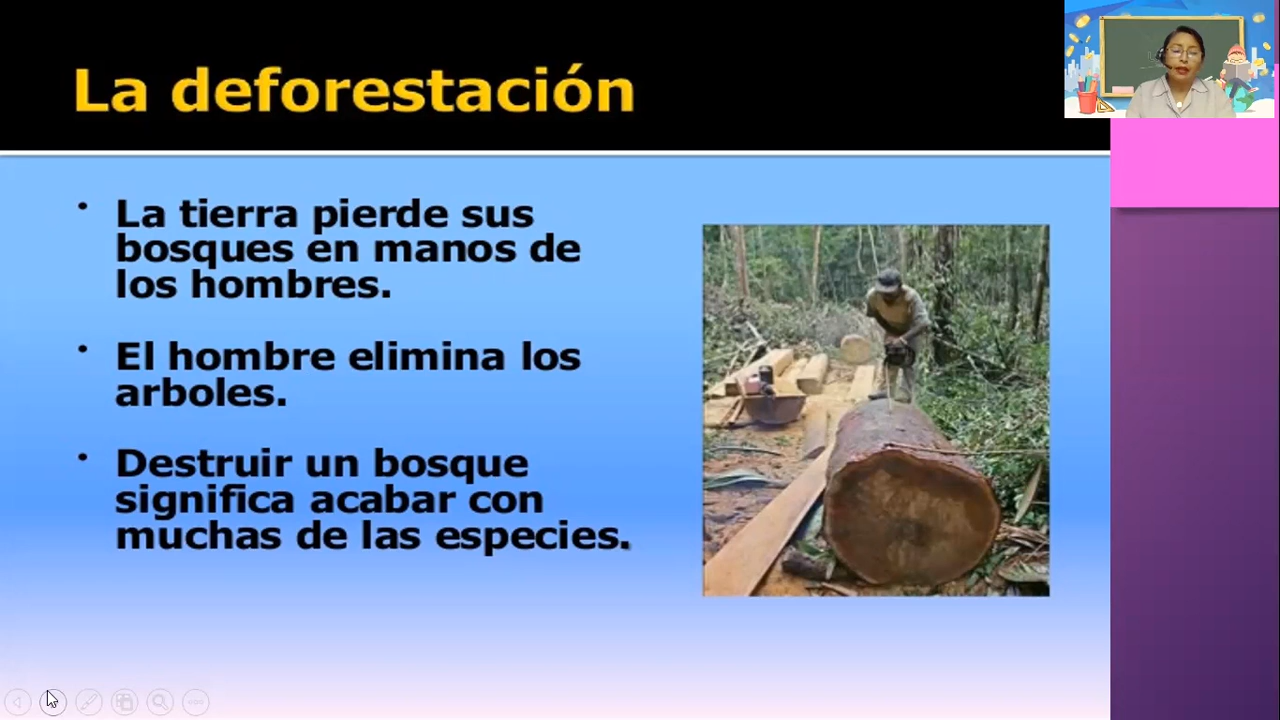 La deforestación
• La tierra pierde sus
bosques en manos de
los hombres.
• El hombre elimina los
arboles.
• Destruir un bosque
significa acabar con
muchas de las especies.